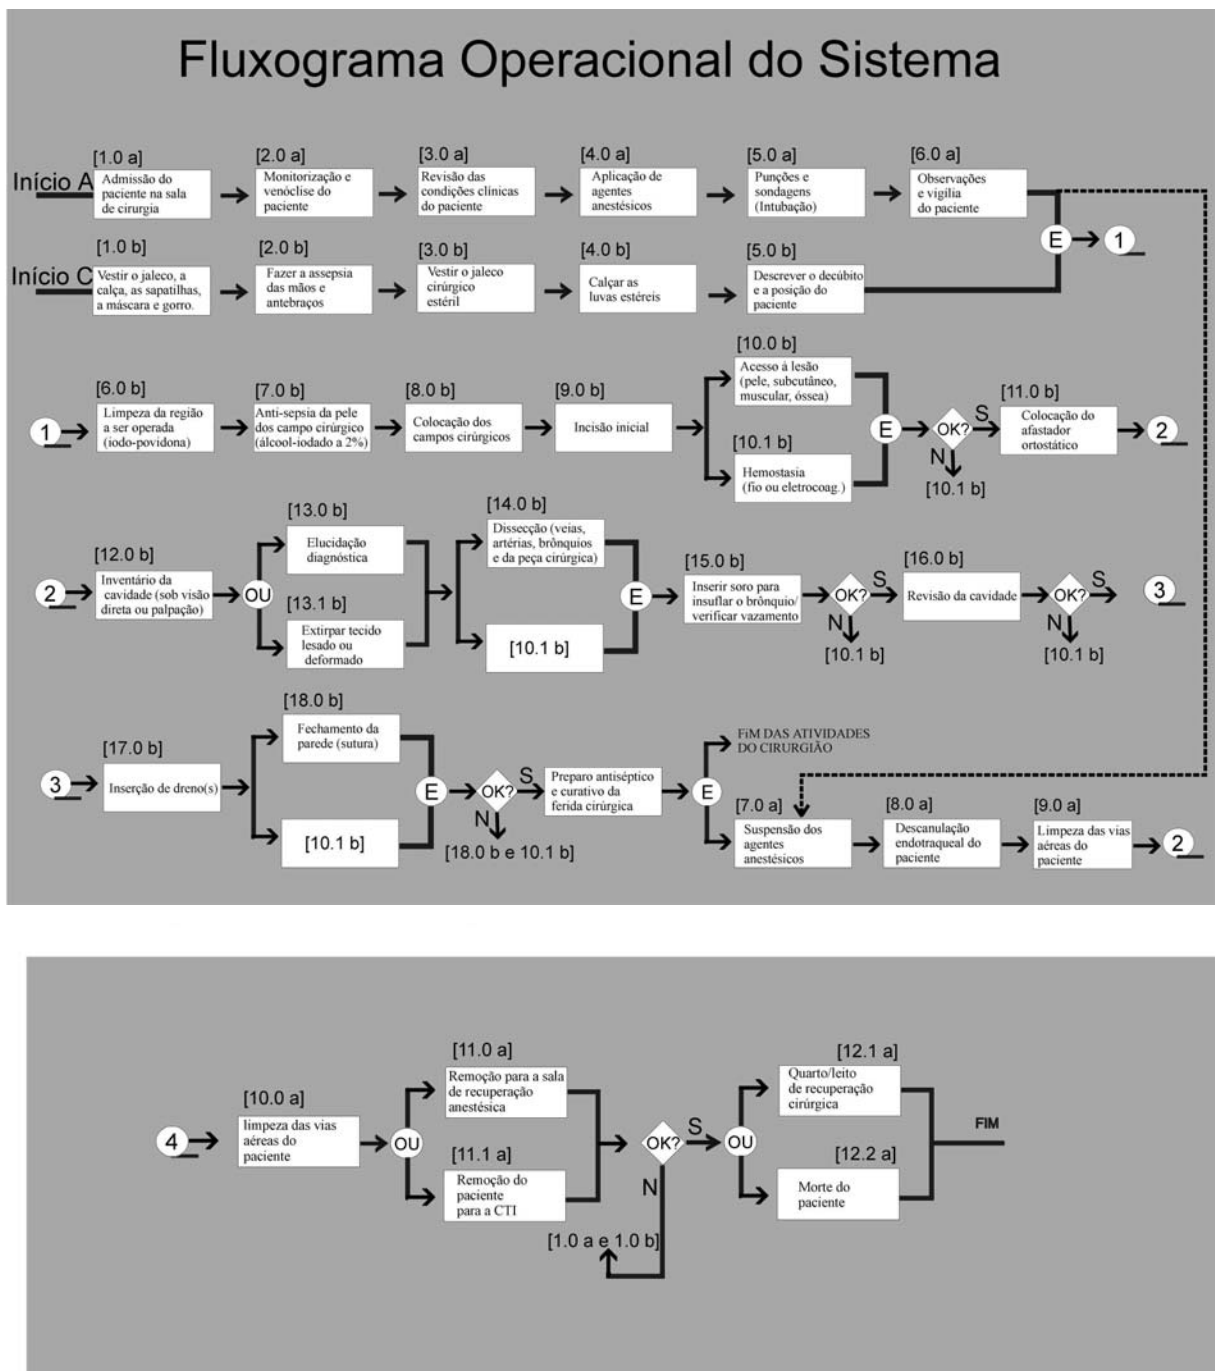 Fluxograma Operacional do Sistema
[1.0 a]
[2.0 a]
[3.0 a]
[4.0 a]
[5.0 a]
[6.0 a]
Início A
Admissão do
paciente na sala
de cirurgia
Monitorização e
venóclise do
paciente
Revisão das
condições clínicas
do paciente
Aplicação de
agentes
anestésicos
Punções e
sondagens
(Intubação)
Observações
e vigília
do paciente
E
1
[1.0 b]
[2.0 b]
[3.0 b]
[4.0 b]
[5.0 b]
Início C
Vestir o jaleco, a
calça, as sapatilhas,
a máscara e gorro.
Fazer a assepsia
das mãos e
antebraços
Vestir o jaleco
cirúrgico
estéril
Calçar as
luvas estéreis
Descrever o decúbito
e a posição do
paciente
1
[6.0 b]
Limpeza da região
a ser operada
(iodo-povidona)
[7.0 b]
Anti-sepsia da pele
dos campo cirúrgico
(álcool-iodado a 2%)
[8.0 b]
Colocação dos
campos cirúrgicos
[9.0 b]
Incisão inicial
[10.0 b]
Acesso à lesão
(pele, subcutâneo,
muscular, óssea)
[10.1 b]
Hemostasia
(fio ou eletrocoag.)
E
OK?
S
N
[10.1 b]
[11.0 b]
Colocação do
afastador
ortostático
2
2
[12.0 b]
Inventário da
cavidade (sob visão
direta ou palpação)
OU
[13.0 b]
Elucidação
diagnóstica
[13.1 b]
Extirpar tecido
lesado ou
deformado
[14.0 b]
Dissecção (veias,
artérias, brônquios
e da peça cirúrgica)
[10.1 b]
E
[15.0 b]
Inserir soro para
insuflar o brônquio/
verificar vazamento
OK?
S
N
[10.1 b]
[16.0 b]
Revisão da cavidade
OK?
S
N
[10.1 b]
3
3
[17.0 b]
Inserção de dreno(s)
[18.0 b]
Fechamento da
parede (sutura)
[10.1 b]
E
OK?
S
N
[18.0 b e 10.1 b]
Preparo antiséptico
e curativo da
ferida cirúrgica
E
FiM DAS ATIVIDADES
DO CIRURGIÃO
[7.0 a]
Suspensão dos
agentes
anestésicos
[8.0 a]
Descanulação
endotraqueal do
paciente
[9.0 a]
Limpeza das vias
aéreas do
paciente
2
4
[10.0 a]
limpeza das vias
aéreas do
paciente
OU
[11.0 a]
Remoção para a sala
de recuperação
anestésica
[11.1 a]
Remoção do
paciente
para a CTI
OK?
S
N
[1.0 a e 1.0 b]
OU
[12.1 a]
Quarto/leito
de recuperação
cirúrgica
[12.2 a]
Morte do
paciente
FIM